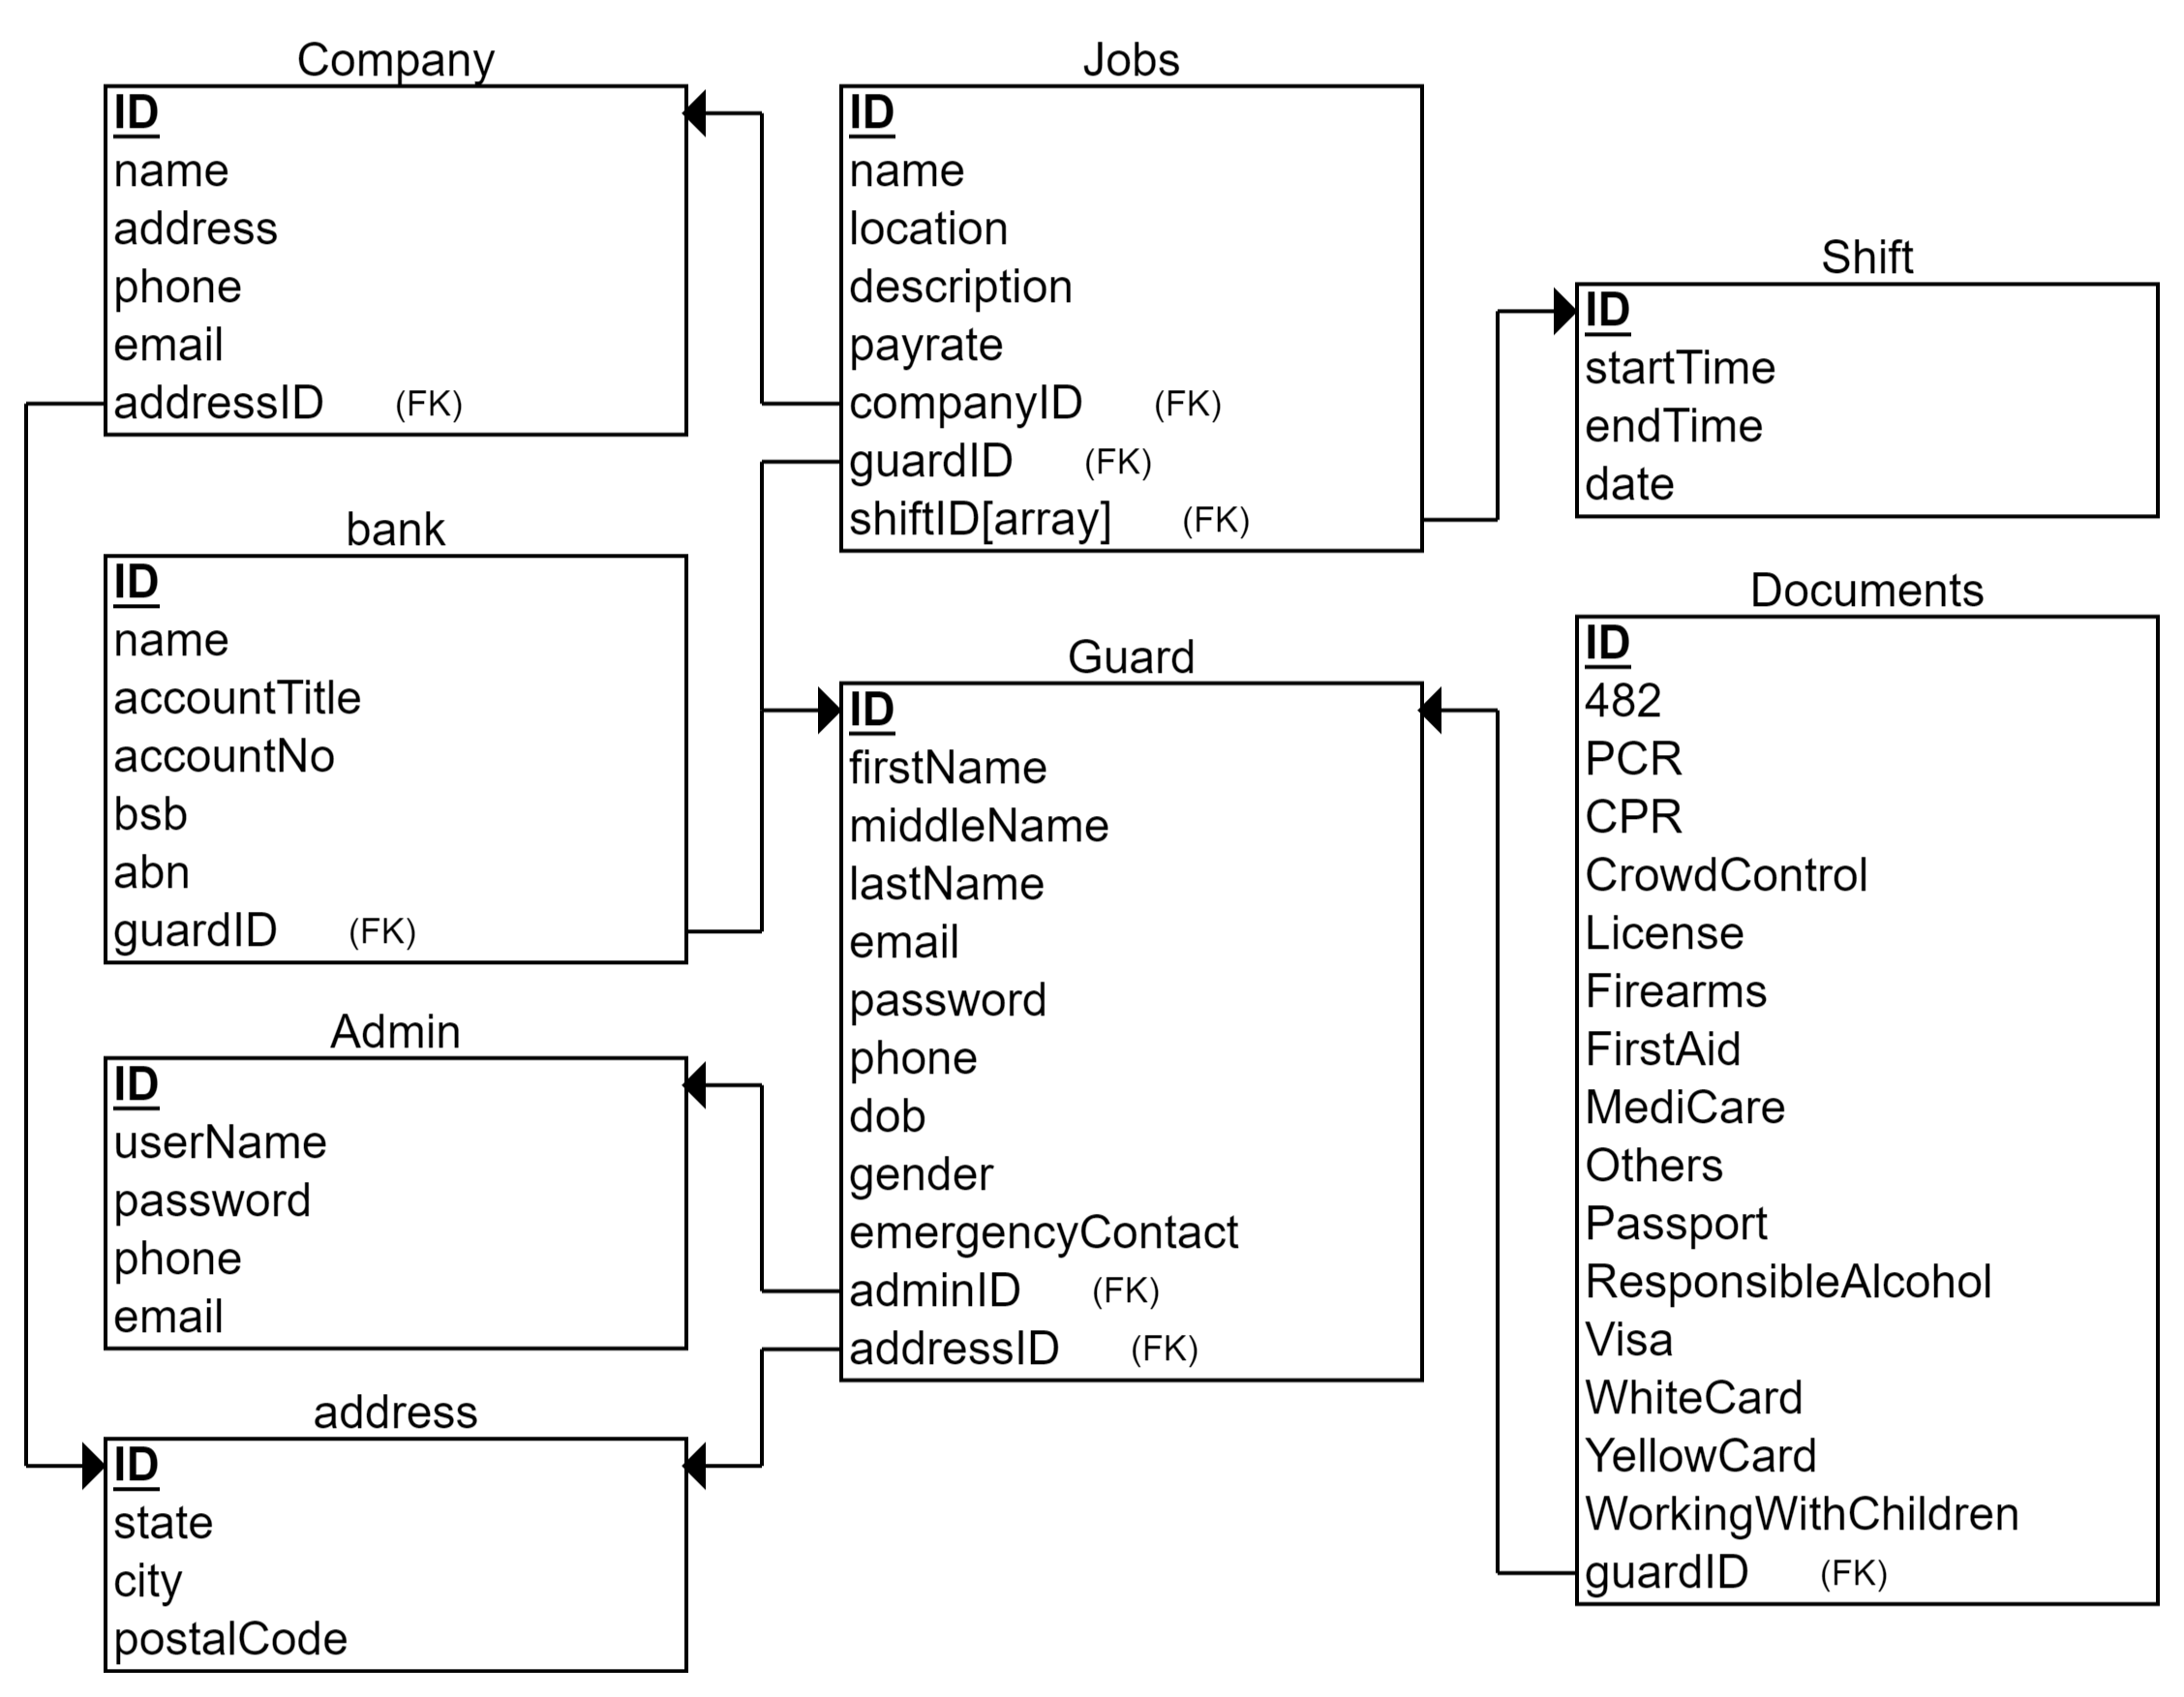 Company
ID
name
address
phone
email
addressID (FK)
bank
ID
name
accountTitle
accountNo
bsb
abn
guardID (FK)
Admin
ID
userName
password
phone
email
address
ID
state
city
postalCode
Jobs
ID
name
location
description
payrate
companyID (FK)
guardID (FK)
shiftID[array] (FK)
Guard
ID
firstName
middleName
lastName
email
password
phone
dob
gender
emergencyContact
adminID (FK)
addressID (FK)
Shift
ID
startTime
endTime
date
Documents
ID
482
PCR
CPR
CrowdControl
License
Firearms
FirstAid
MediCare
Others
Passport
ResponsibleAlcohol
Visa
WhiteCard
YellowCard
WorkingWithChildren
guardID (FK)